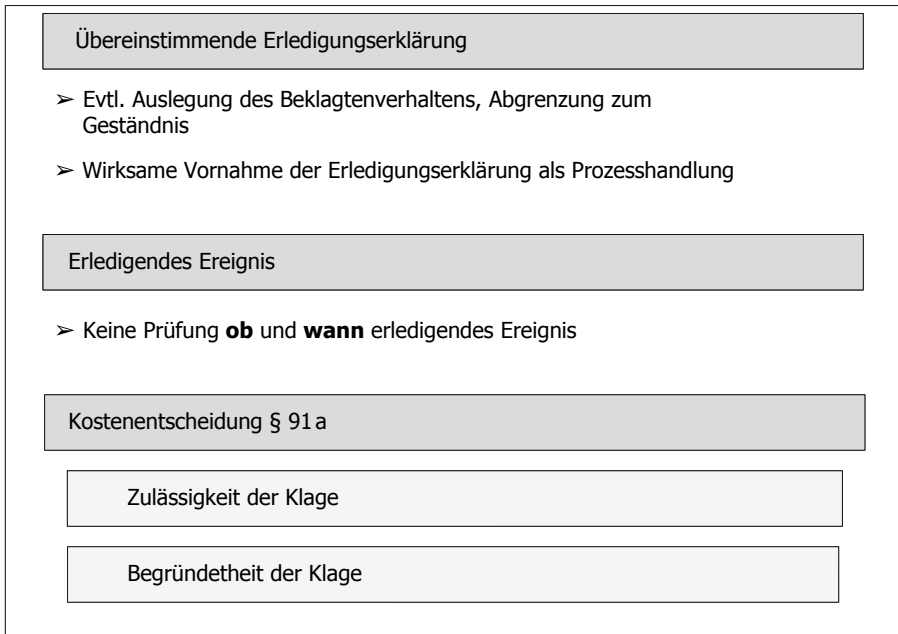 Übereinstimmende Erledigungserklärung
➢ Evtl. Auslegung des Beklagtenverhaltens, Abgrenzung zum
Geständnis
➢ Wirksame Vornahme der Erledigungserklärung als Prozesshandlung
Erledigendes Ereignis
➢ Keine Prüfung ob und wann erledigendes Ereignis
Kostenentscheidung § 91a
Zulässigkeit der Klage
Begründetheit der Klage